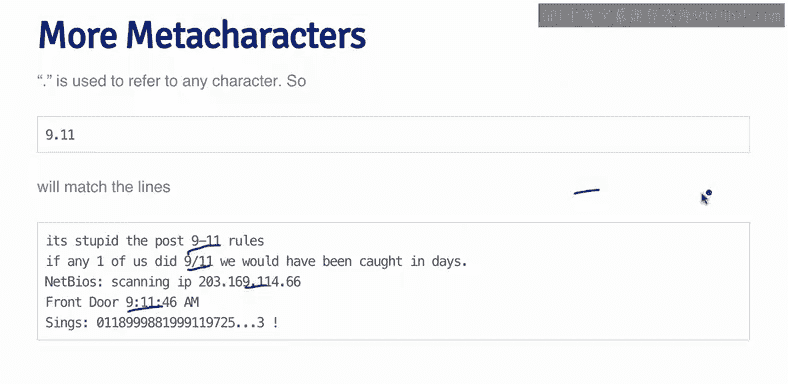 More Metacharacters
“.” is used to refer to any character. So
9.11
will match the lines
its stupid the post 9-11 rules
if any 1 of us did 9/11 we would have been caught in days.
NetBios: scanning ip 203.169.114.66
Front Door 9:11:46 AM
Sings: 0118999881999119725...3 !